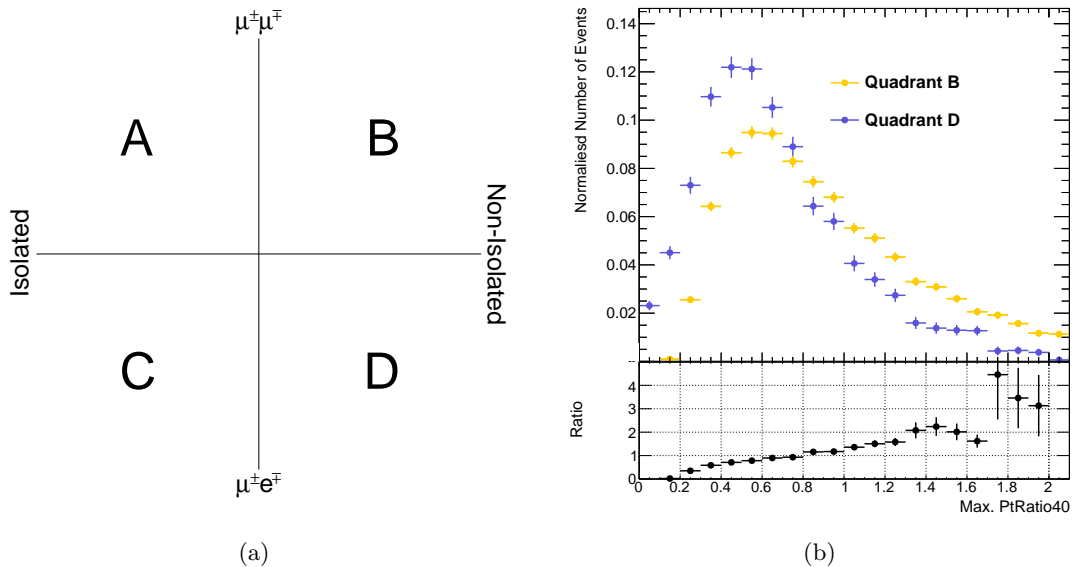 μ±μ∓
A
B
Isolated
Non-Isolated
C
D
μ±e∓
(a)
Normaliesd Number of Events
0.14
0.12
0.1
0.08
0.06
0.04
0.02
Quadrant B
Quadrant D
Ratio
4
3
2
1
0
0 0.2 0.4 0.6 0.8 1 1.2 1.4 1.6 1.8 2
Max. PtRatio40
(b)